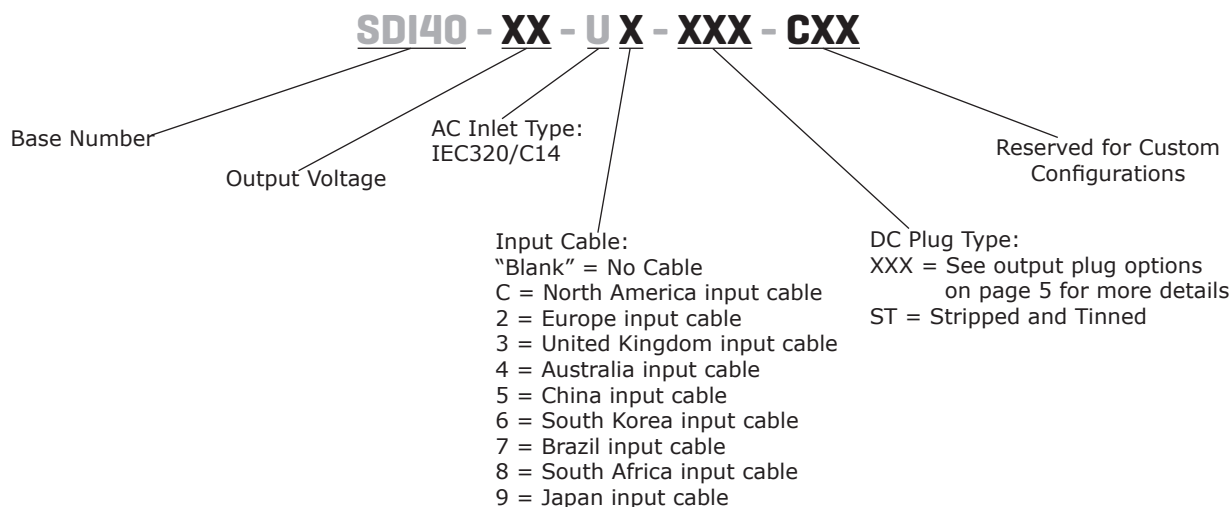 SDI40 - XX - U X - XXX - CXX
Base Number
Output Voltage
AC Inlet Type:
IEC320/C14
Input Cable:
“Blank” = No Cable
C = North America input cable
2 = Europe input cable
3 = United Kingdom input cable
4 = Australia input cable
5 = China input cable
6 = South Korea input cable
7 = Brazil input cable
8 = South Africa input cable
9 = Japan input cable
DC Plug Type:
XXX = See output plug options
on page 5 for more details
ST = Stripped and Tinned
Reserved for Custom
Configurations